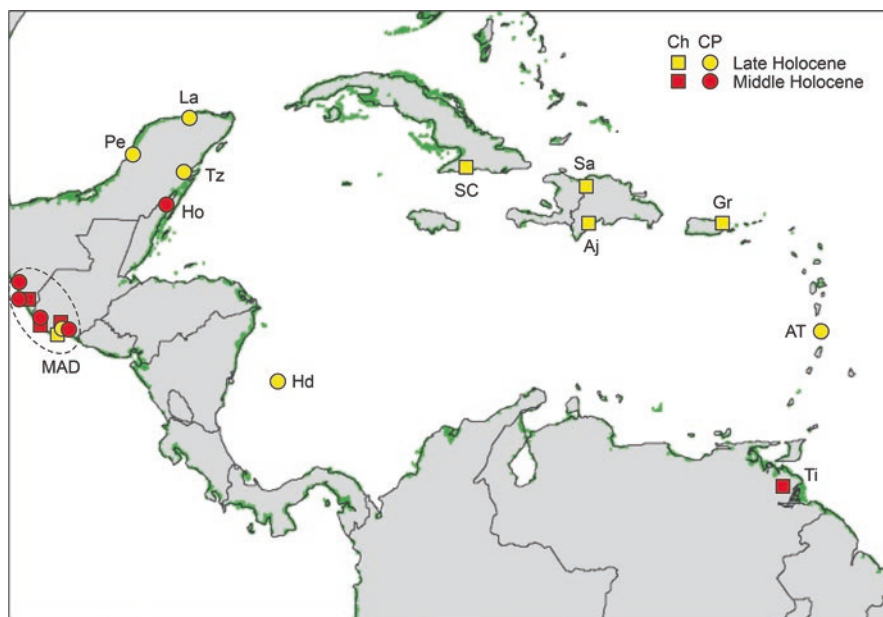 Ch CP
Late Holocene
Middle Holocene
La
Pe
Tz
Ho
SC
Sa
Aj
Gr
MAD
Hd
AT
Ti